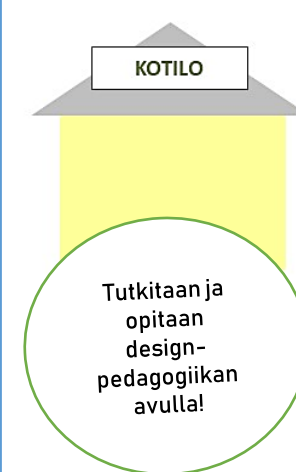 KOTILO
Tutkitaan ja
opitaan
design-
pedagogiikan
avulla!